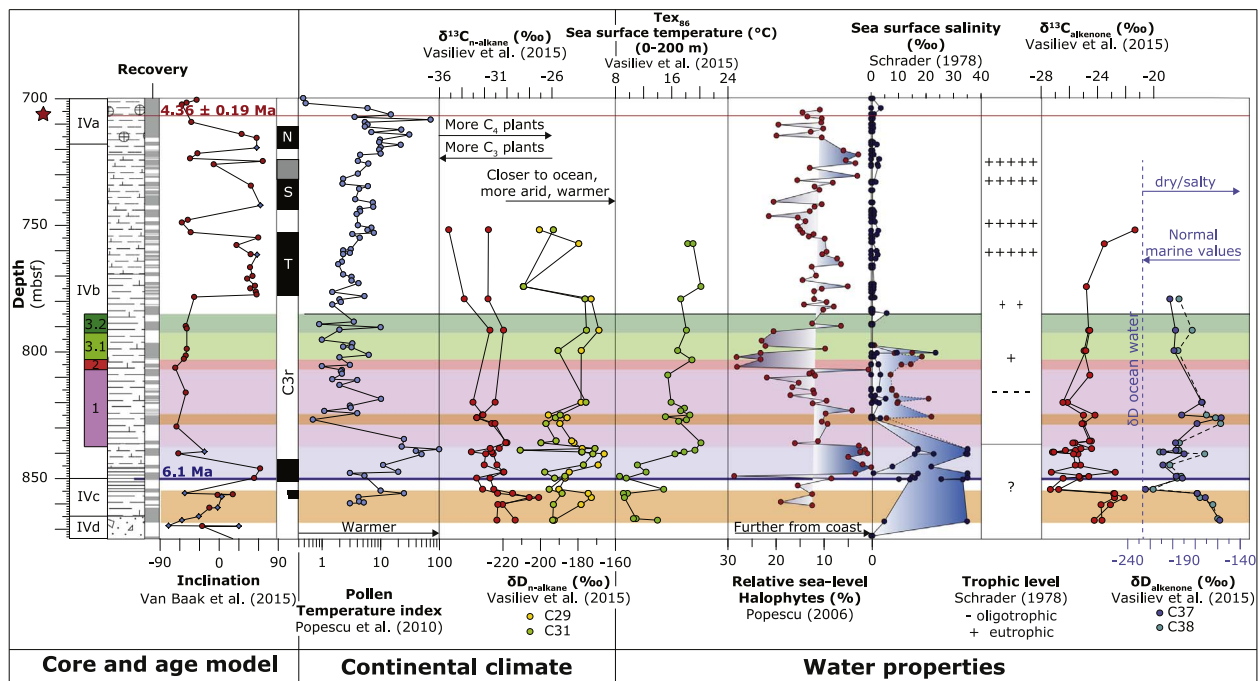 Recovery
δ13Cn-alkane (‰)
Vasiliev et al. (2015)
-36 -31 -26
Tex86
Sea surface temperature (°C)
(0–200 m)
Vasiliev et al. (2015)
8 16 24
Sea surface salinity
(‰)
Schrader (1978)
0 10 20 30 40
δ13Calkenone (‰)
Vasiliev et al. (2015)
-28 -24 -20
Depth
(mbsf)
700
750
800
850
IVa
IVb
IVc
IVd
3.2
3.1
2
1
4.36 ± 0.19 Ma
6.1 Ma
N
S
T
C3r
More C4 plants
More C3 plants
Closer to ocean,
more arid, warmer
Warmer
Further from coast
+++++
+++++
+++++
+++++
+ +
+
-----
?
dry/salty
Normal
marine values
δD ocean water
-90 0 90
Inclination
Van Baak et al. (2015)
1 10 100
Pollen
Temperature index
Popescu et al. (2010)
-220 -200 -180 -160
δDn-alkane (‰)
Vasiliev et al. (2015)
C29
C31
30 20 10 0
Relative sea-level
Halophytes (%)
Popescu (2006)
Trophic level
Schrader (1978)
- oligotrophic
+ eutrophic
-230 -190 -140
δDalkenone (‰)
Vasiliev et al. (2015)
C37
C38
Core and age model
Continental climate
Water properties